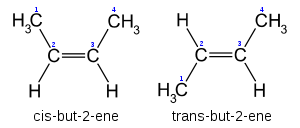 1 4
H₃C CH₃
2 3
H H
cis-but-2-ene
4
H CH₃
2 3
1
H₃C H
trans-but-2-ene